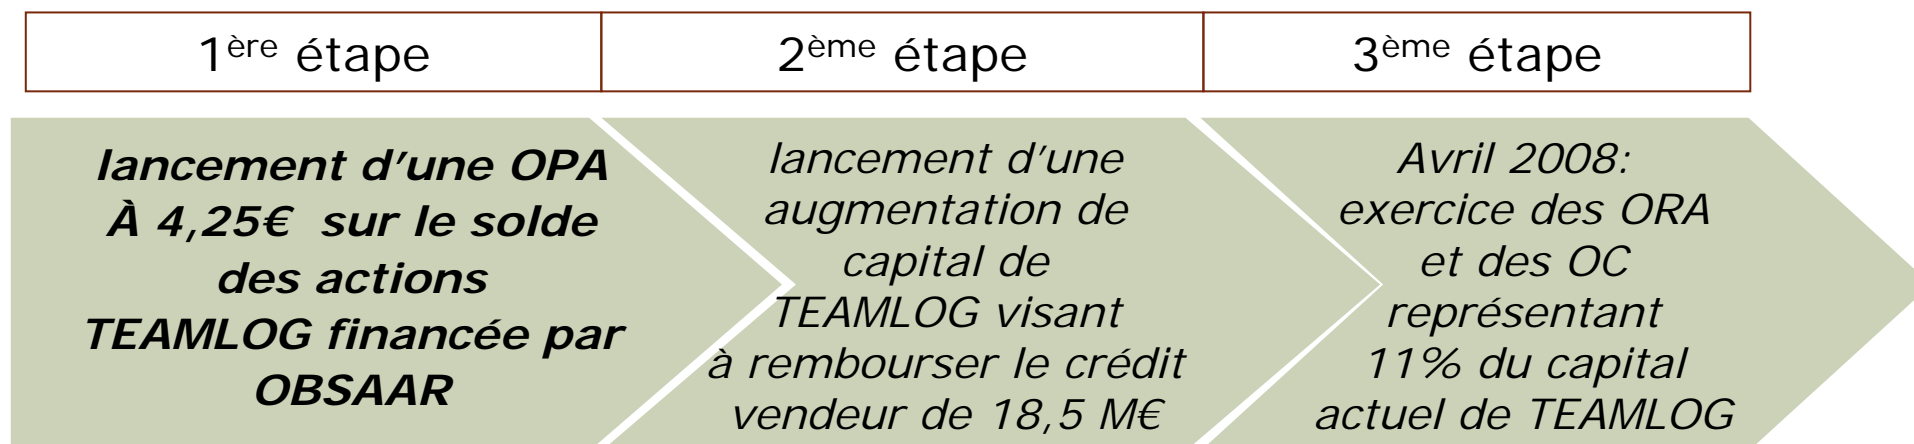 1ère étape
2ème étape
3ème étape
lancement d’une OPA
À 4,25€ sur le solde
des actions
TEAMLOG financée par
OBSAAR
lancement d’une
augmentation de
capital de
TEAMLOG visant
à rembourser le crédit
vendeur de 18,5 M€
Avril 2008:
exercice des ORA
et des OC
représentant
11% du capital
actuel de TEAMLOG